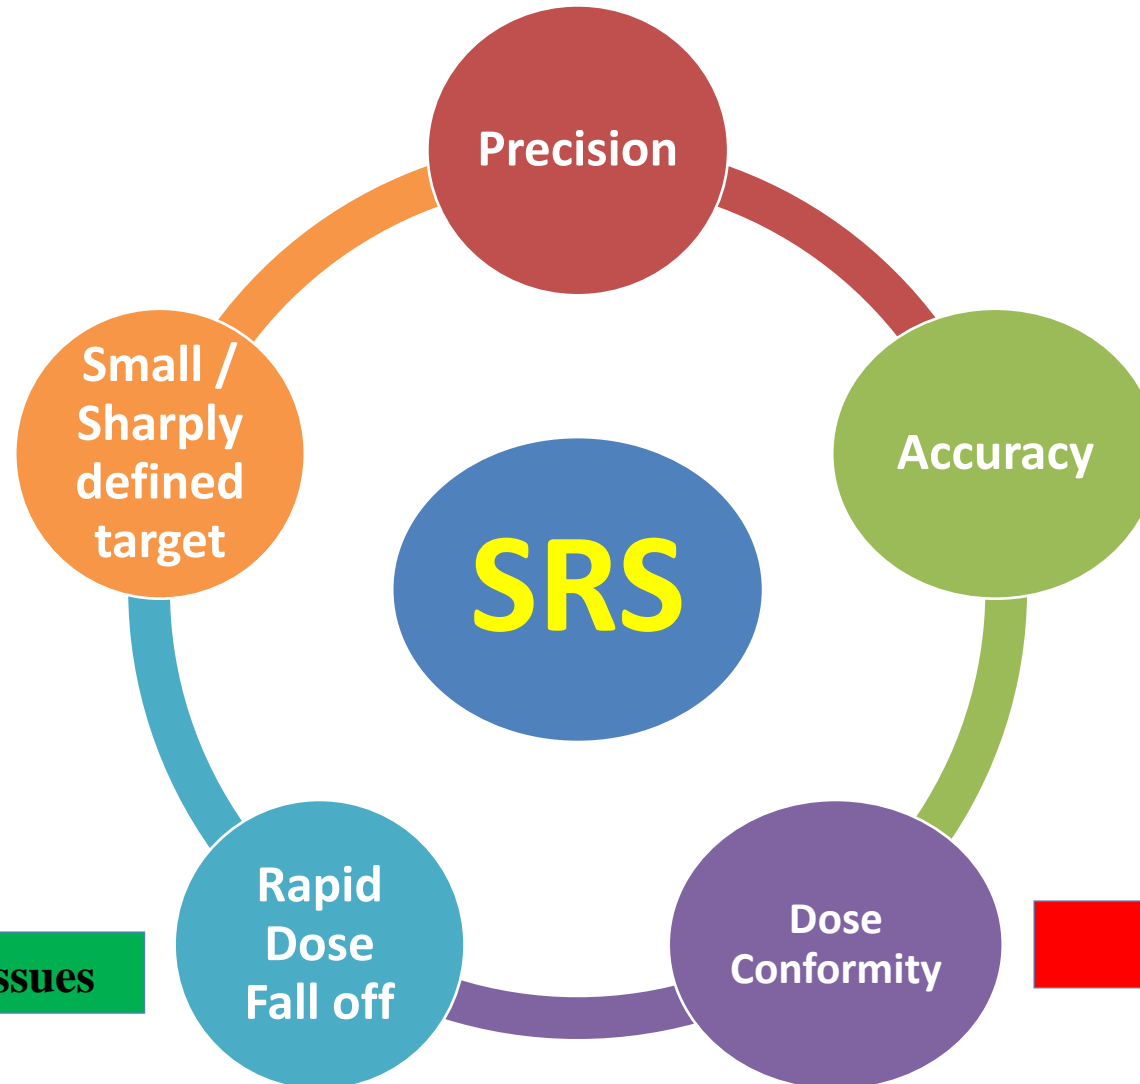 Precision
Small /
Sharply
defined
target
Accuracy
SRS
Rapid
Dose
Fall off
Dose
Conformity
ssues